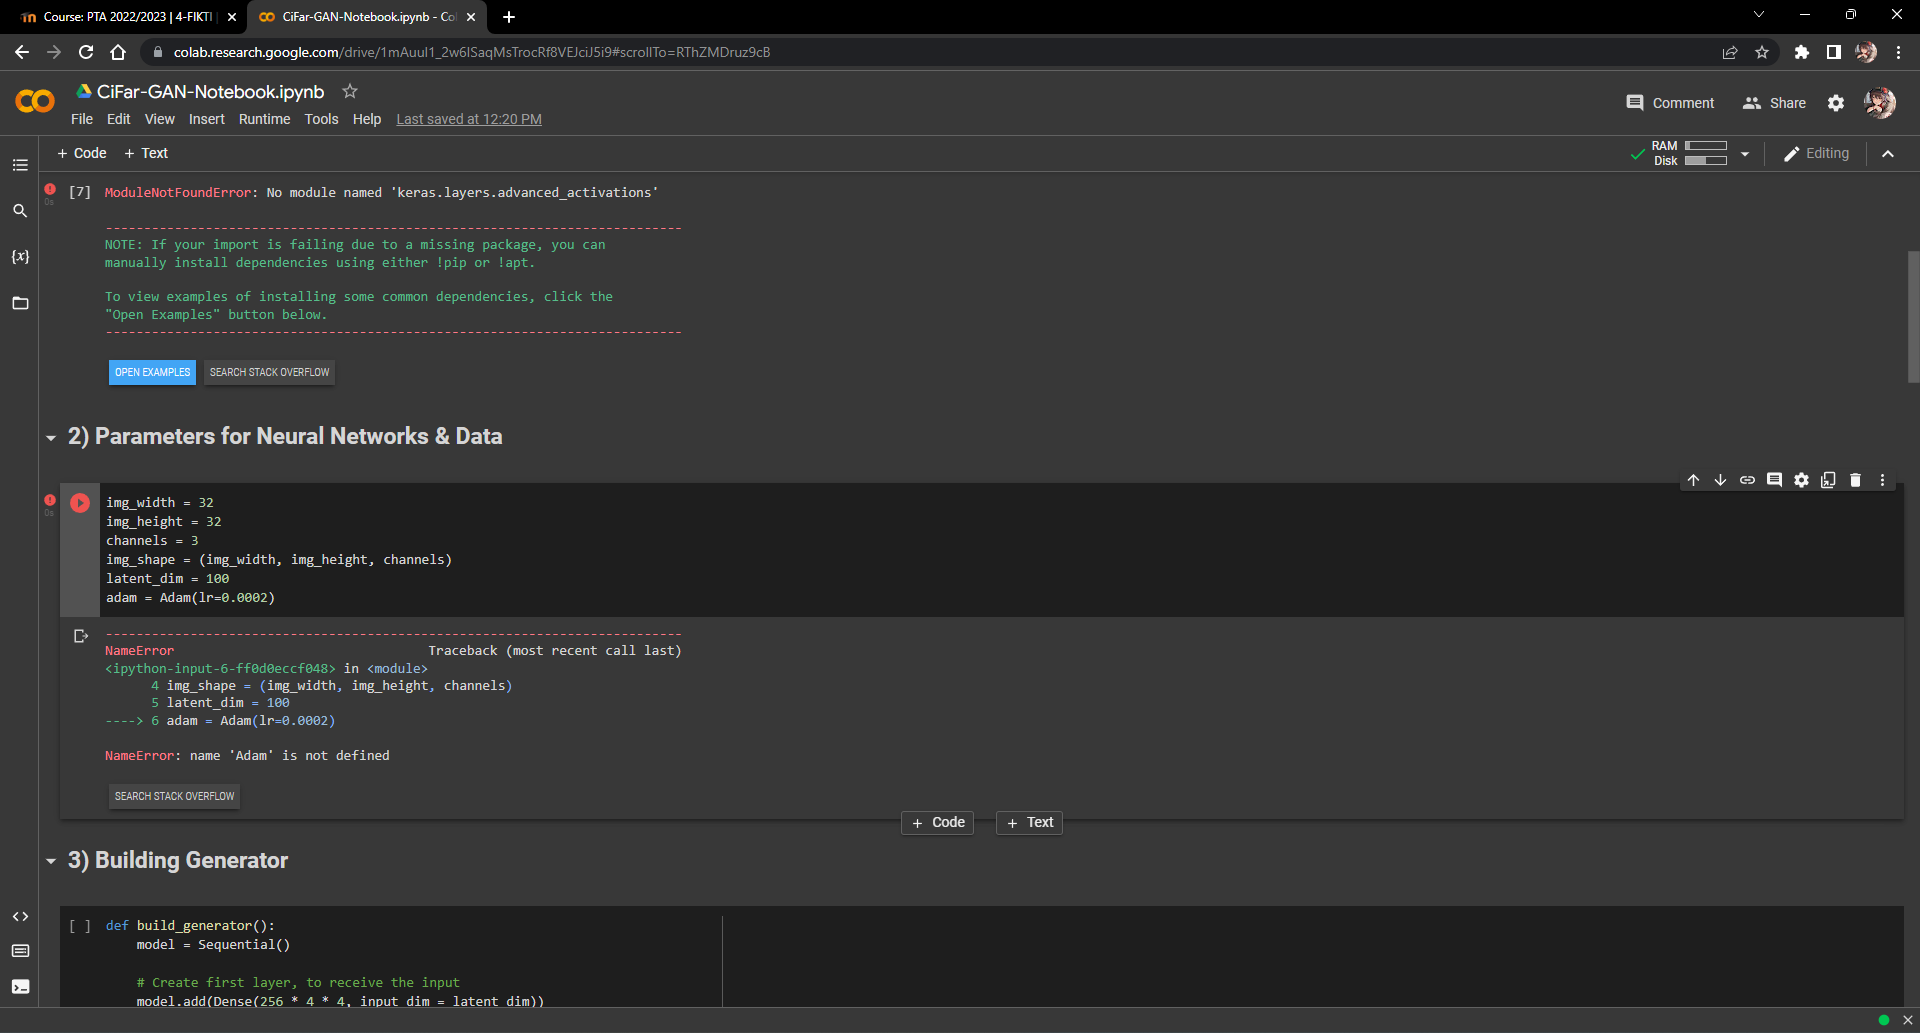 Course: PTA 2022/2023 | 4-FIKTI
CiFar-GAN-Notebook.ipynb - Co
colab.research.google.com/drive/1mAuul1_2w6lSaqMsTrocRf8VEJciJ5i9#scrollTo=RThZMDruz9cB
CiFar-GAN-Notebook.ipynb
Comment
Share
File Edit View Insert Runtime Tools Help Last saved at 12:20 PM
+ Code + Text
RAM
Disk
Editing
0s
[7] ModuleNotFoundError: No module named 'keras.layers.advanced_activations'
---------------------------------------------------------------------------
NOTE: If your import is failing due to a missing package, you can
manually install dependencies using either !pip or !apt.
To view examples of installing some common dependencies, click the
"Open Examples" button below.
---------------------------------------------------------------------------
OPEN EXAMPLES SEARCH STACK OVERFLOW
2) Parameters for Neural Networks & Data
0s
img_width = 32
img_height = 32
channels = 3
img_shape = (img_width, img_height, channels)
latent_dim = 100
adam = Adam(lr=0.0002)
---------------------------------------------------------------------------
NameError Traceback (most recent call last)
<ipython-input-6-ff0d0eccf048> in <module>
4 img_shape = (img_width, img_height, channels)
5 latent_dim = 100
----> 6 adam = Adam(lr=0.0002)
NameError: name 'Adam' is not defined
SEARCH STACK OVERFLOW
+ Code + Text
3) Building Generator
[ ] def build_generator():
model = Sequential()
# Create first layer, to receive the input
model.add(Dense(256 * 4 * 4, input_dim = latent_dim))